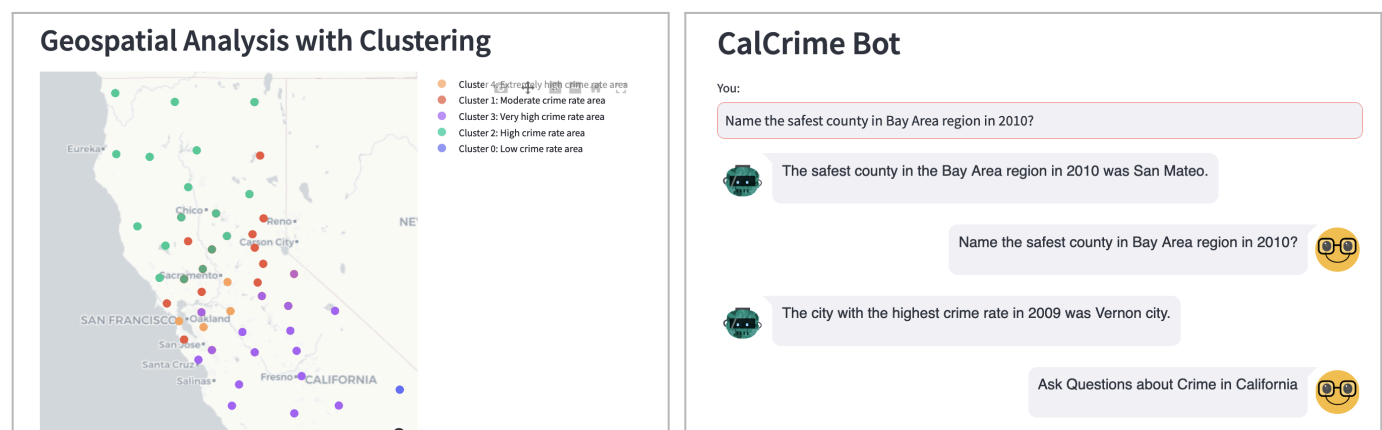 Geospatial Analysis with Clustering
Cluster 4: Extremely high crime rate area
Cluster 1: Moderate crime rate area
Cluster 3: Very high crime rate area
Cluster 2: High crime rate area
Cluster 0: Low crime rate area
Eureka
Chico
Reno
NE
Carson City
Sacramento
SAN FRANCISCO
Oakland
San Jose
Santa Cruz
Salinas
Fresno
CALIFORNIA
CalCrime Bot
You:
Name the safest county in Bay Area region in 2010?
The safest county in the Bay Area region in 2010 was San Mateo.
Name the safest county in Bay Area region in 2010?
The city with the highest crime rate in 2009 was Vernon city.
Ask Questions about Crime in California